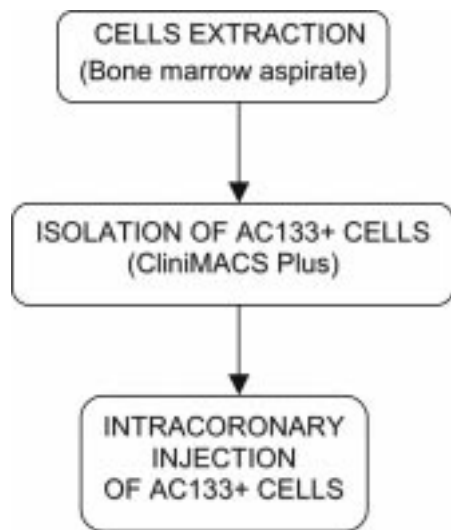 CELLS EXTRACTION
(Bone marrow aspirate)
ISOLATION OF AC133+ CELLS
(CliniMACS Plus)
INTRACORONARY
INJECTION
OF AC133+ CELLS